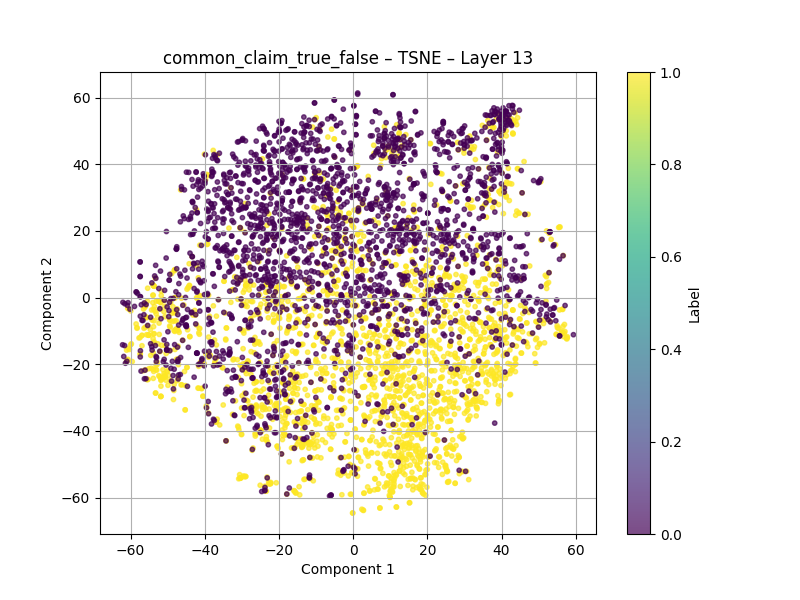 common_claim_true_false – TSNE – Layer 13
Component 2
60
40
20
0
−20
−40
−60
−60 −40 −20 0 20 40 60
Component 1
1.0
0.8
0.6
0.4
0.2
0.0
Label